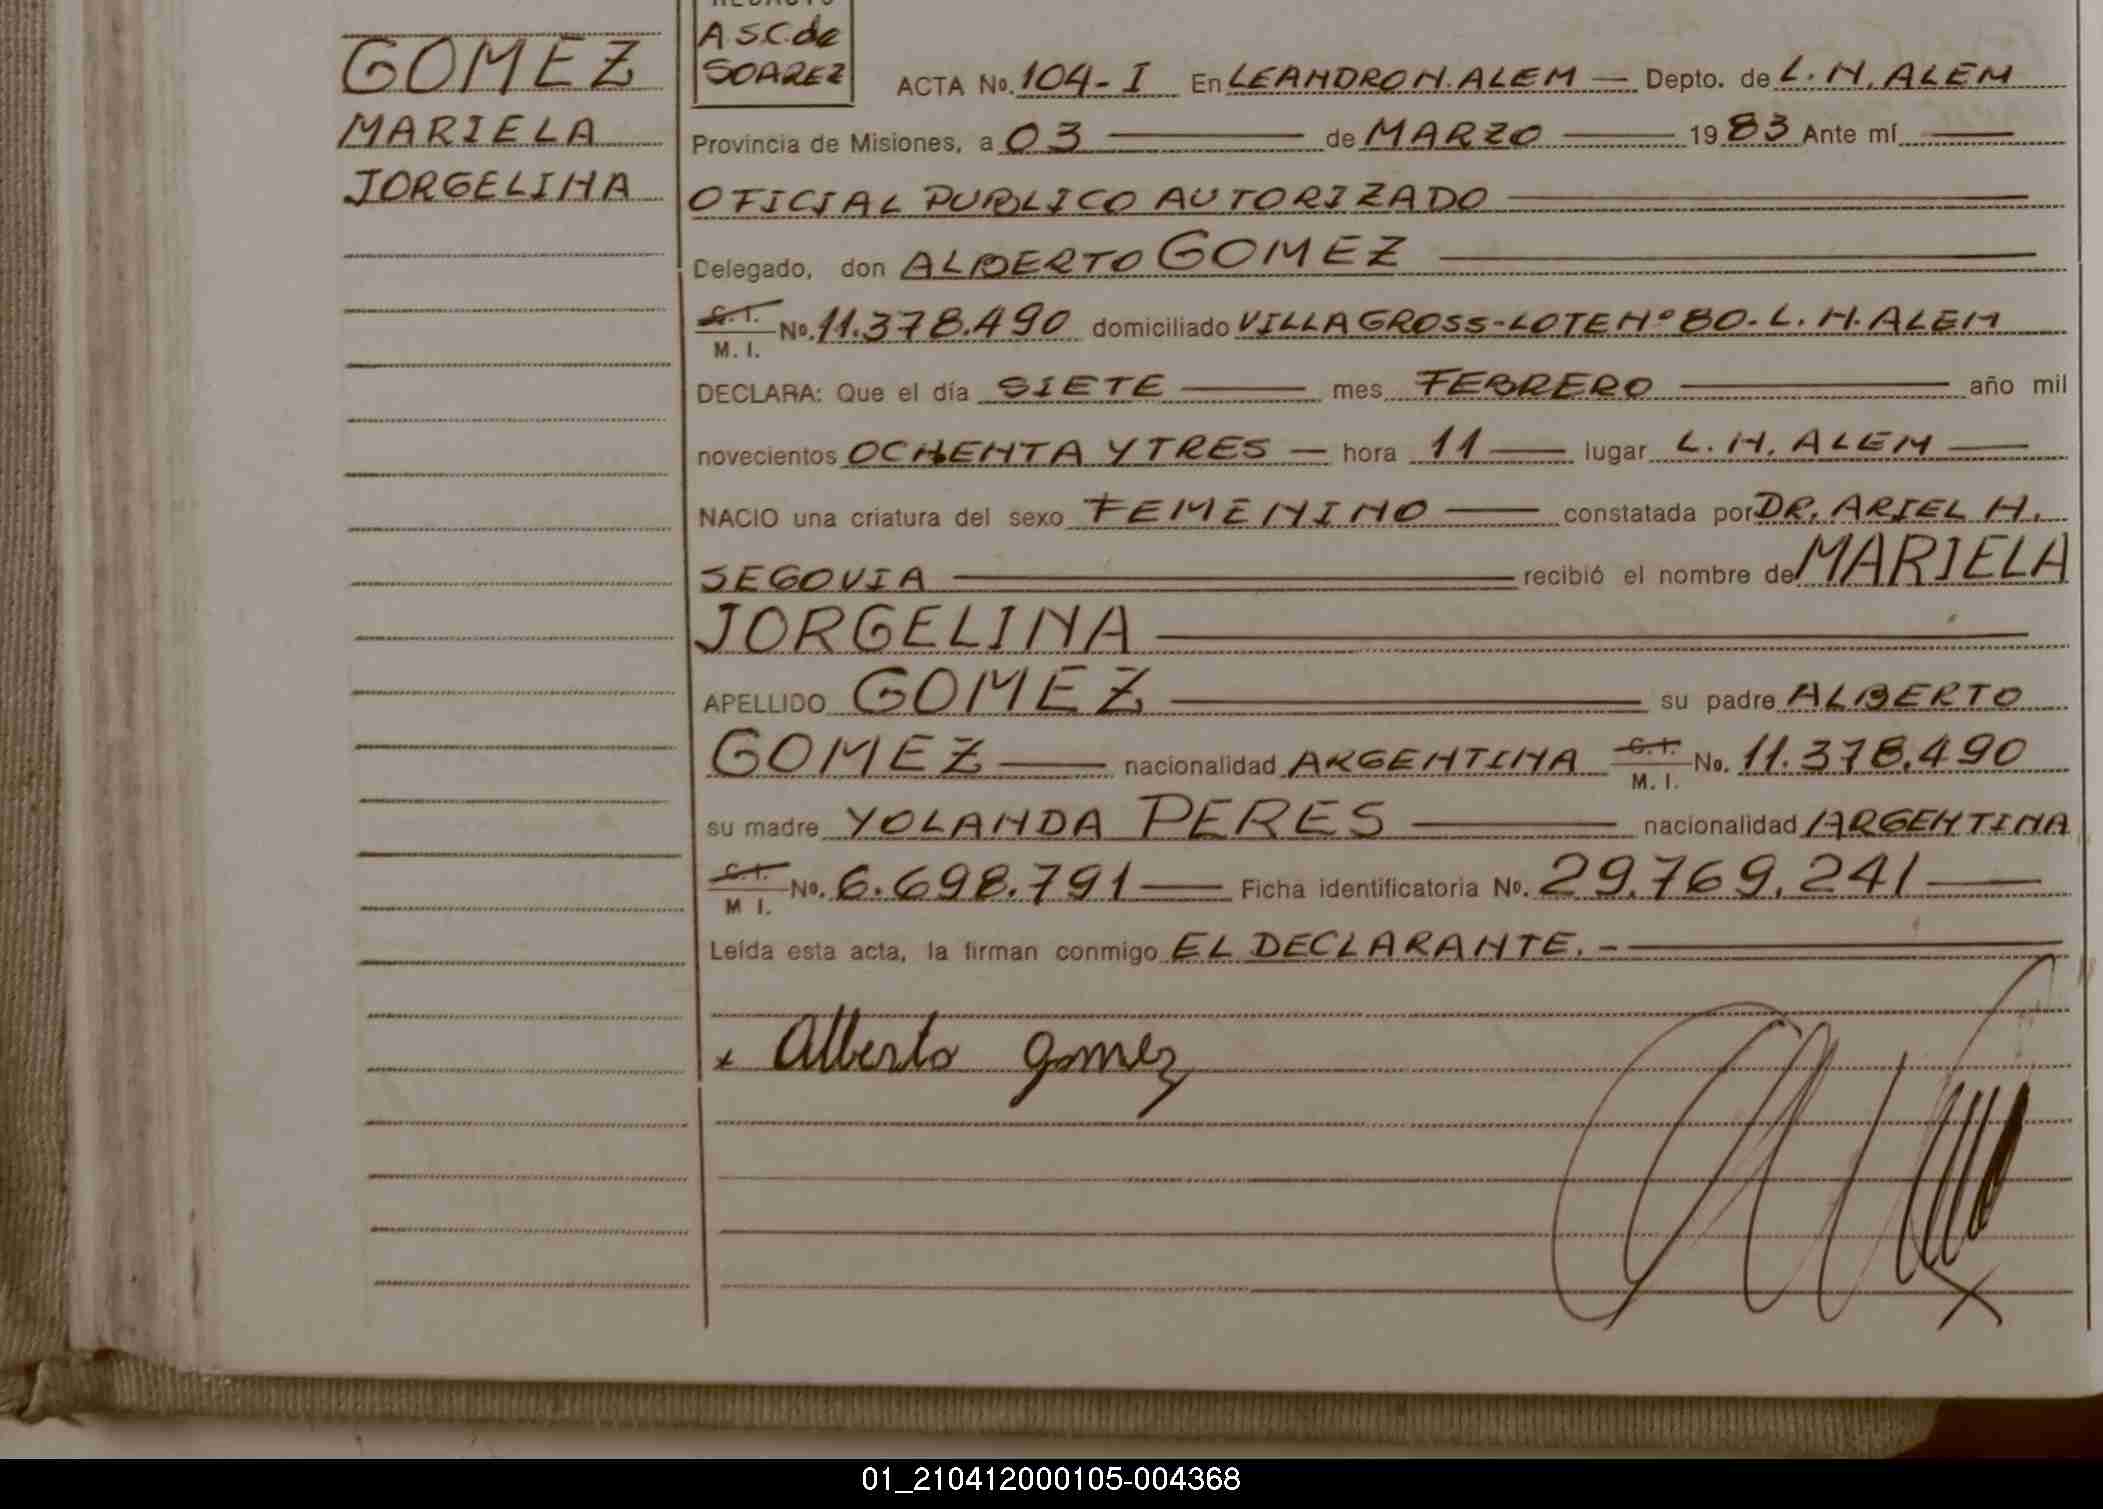 GOMEZ
MARIELA
JORGELINA
REDACTO
A.S.C. de
SOAREZ
ACTA No. 104-I En LEANDRO N. ALEM — Depto. de L. N. ALEM
Provincia de Misiones, a 03 — de MARZO — 1983 Ante mí —
OFICIAL PUBLICO AUTORIZADO —
Delegado, don ALBERTO GOMEZ —
C. I. M. I. No. 11.378.490 domiciliado VILLA GROSS-LOTE Nº 80. L. N. ALEM
DECLARA: Que el día SIETE — mes FEBRERO — año mil
novecientos OCHENTA Y TRES — hora 11 — lugar L. N. ALEM —
NACIO una criatura del sexo FEMENINO — constatada por DR. ARIEL H.
SEGOVIA — recibió el nombre de MARIELA
JORGELINA —
APELLIDO GOMEZ — su padre ALBERTO
GOMEZ — nacionalidad ARGENTINA C. I. M. I. No. 11.378.490
su madre YOLANDA PERES — nacionalidad ARGENTINA
C. I. M I. No. 6.698.791 — Ficha identificatoria No. 29.769.241 —
Leída esta acta, la firman conmigo EL DECLARANTE. -
x Alberto Gomez
01_210412000105-004368